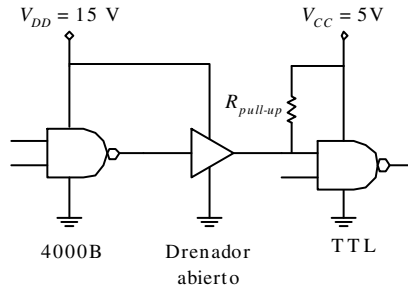 V_DD = 15 V
V_CC = 5V
R_pull-up
4000B
Drenador
abierto
TTL